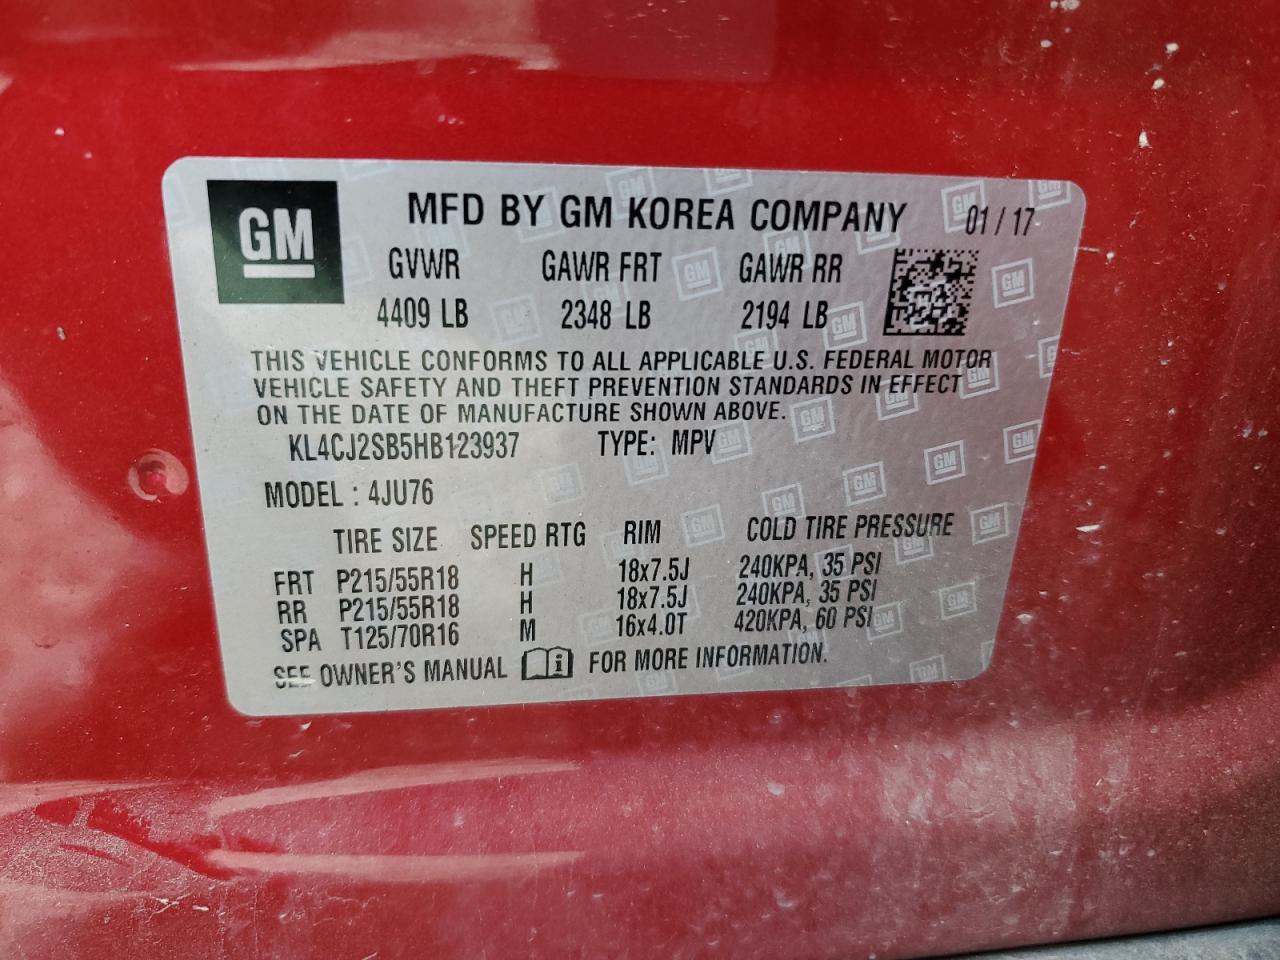 GM
MFD BY GM KOREA COMPANY 01/17
GVWR GAWR FRT GAWR RR
4409 LB 2348 LB 2194 LB
THIS VEHICLE CONFORMS TO ALL APPLICABLE U.S. FEDERAL MOTOR
VEHICLE SAFETY AND THEFT PREVENTION STANDARDS IN EFFECT
ON THE DATE OF MANUFACTURE SHOWN ABOVE.
KL4CJ2SB5HB123937 TYPE: MPV
MODEL : 4JU76
TIRE SIZE SPEED RTG RIM COLD TIRE PRESSURE
FRT P215/55R18 H 18x7.5J 240KPA, 35 PSI
RR P215/55R18 H 18x7.5J 240KPA, 35 PSI
SPA T125/70R16 M 16x4.0T 420KPA, 60 PSI
SEE OWNER'S MANUAL i FOR MORE INFORMATION.